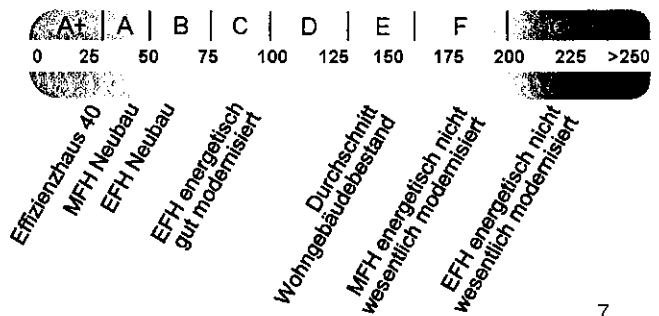 A+ | A | B | C | D | E | F |
0 25 50 75 100 125 150 175 200 225 >250
Effizienzhaus 40
MFH Neubau
EFH Neubau
EFH energetisch
gut modernisiert
Durchschnitt
Wohngebäudebestand
MFH energetisch nicht
wesentlich modernisiert
EFH energetisch nicht
wesentlich modernisiert
7